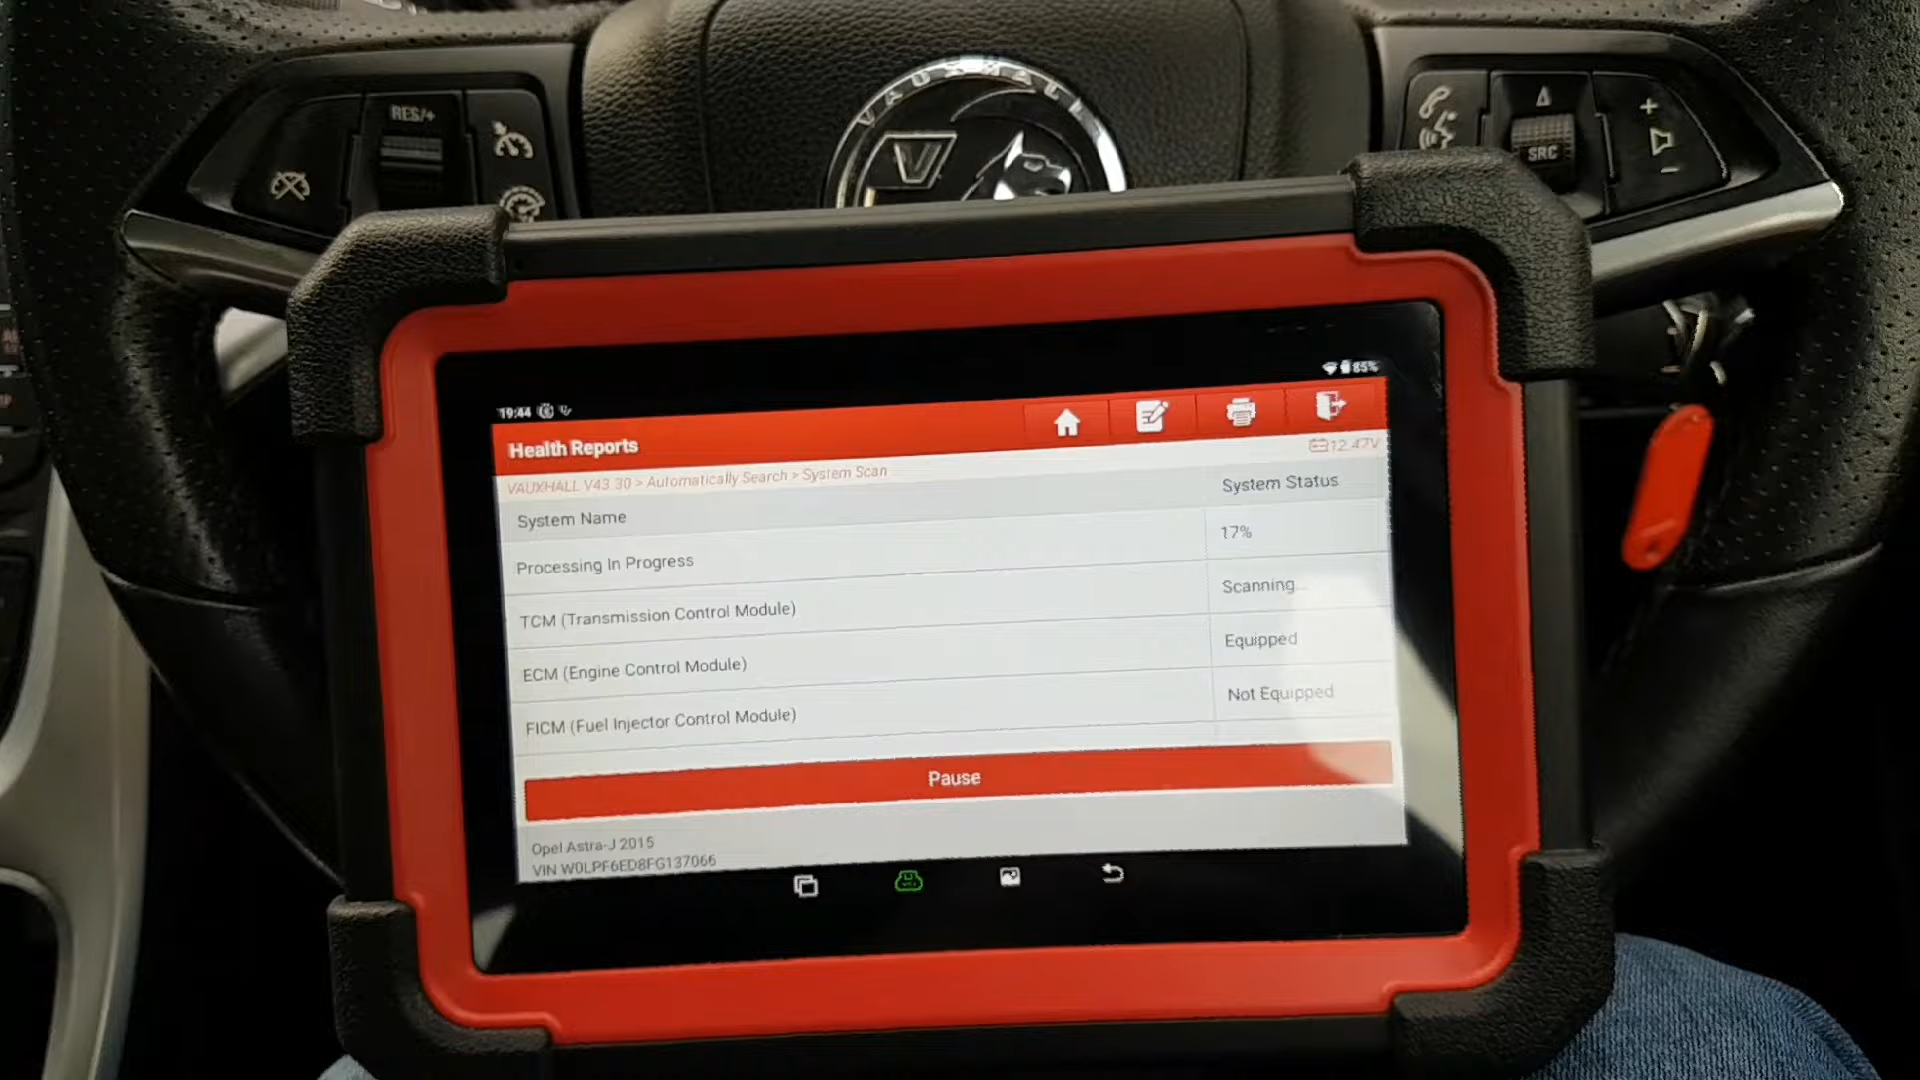 RES/+
VAUXHALL
V
SRC
19:44
85%
Health Reports
12.47V
VAUXHALL V43.30 > Automatically Search > System Scan
System Name System Status
Processing In Progress 17%
TCM (Transmission Control Module) Scanning...
ECM (Engine Control Module) Equipped
FICM (Fuel Injector Control Module) Not Equipped
Pause
Opel Astra-J 2015
VIN W0LPF6ED8FG137066